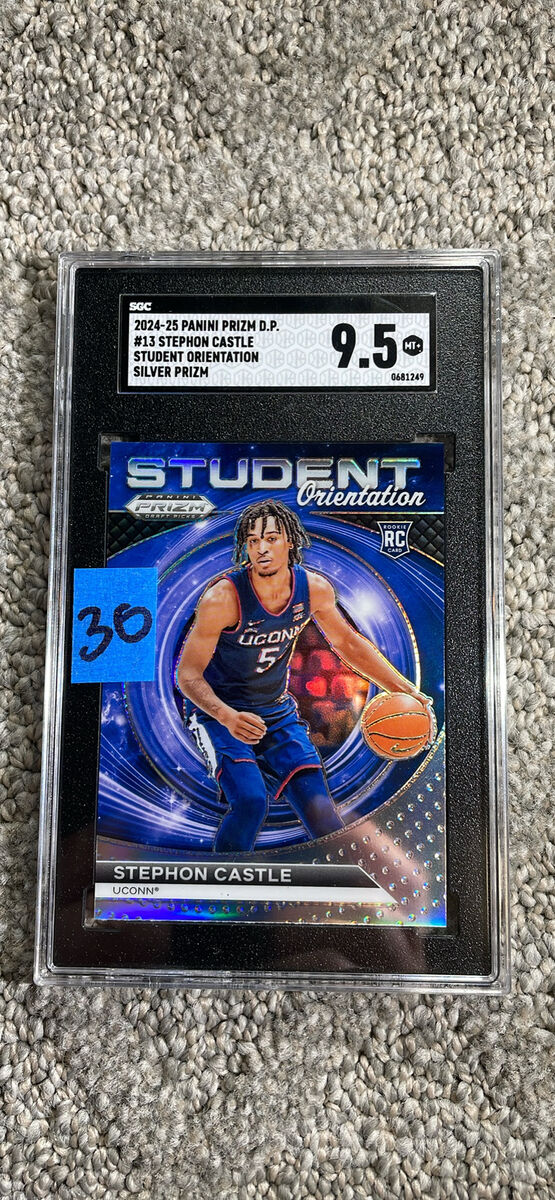 SGC
2024-25 PANINI PRIZM D.P.
#13 STEPHON CASTLE
STUDENT ORIENTATION
SILVER PRIZM
9.5 MT+
0681249
STUDENT
Orientation
PANINI
PRIZM
DRAFT PICKS
ROOKIE
RC
CARD
30
UCONN
5
STEPHON CASTLE
UCONN®